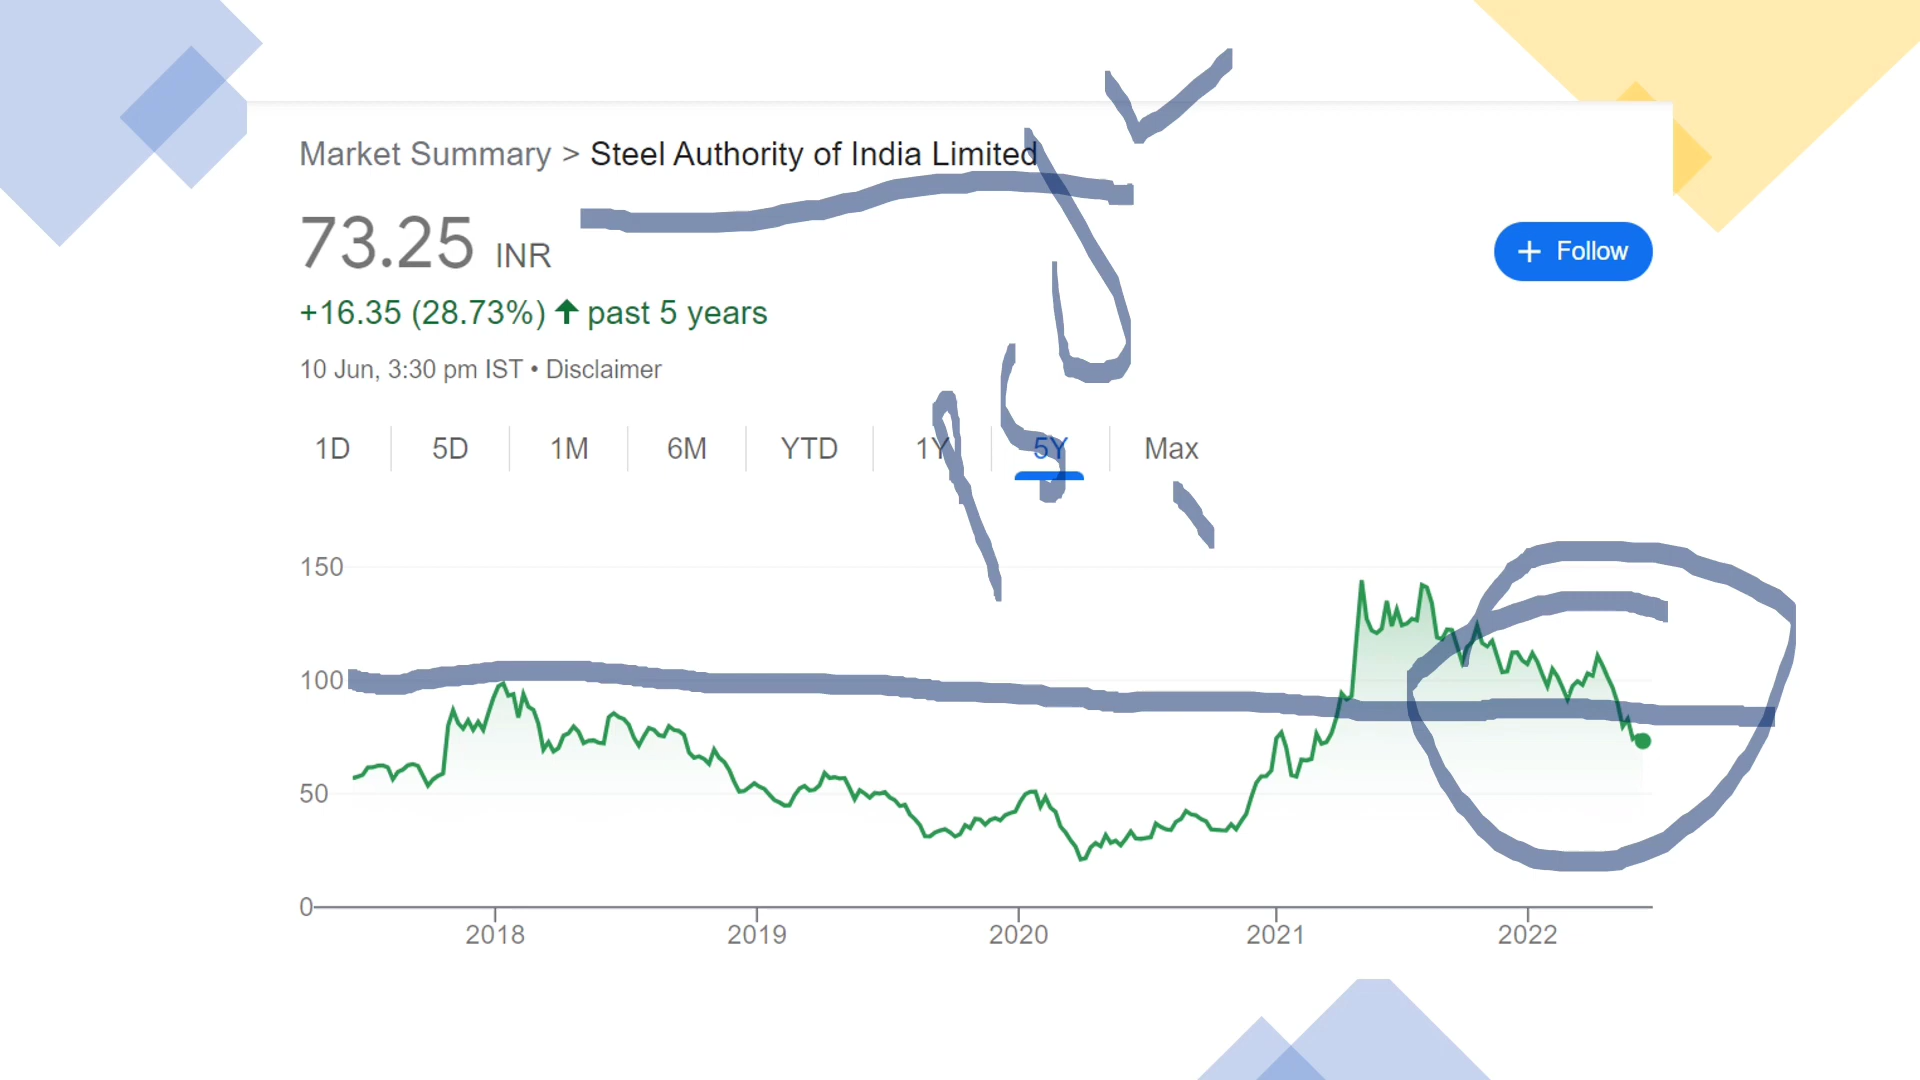 Market Summary > Steel Authority of India Limited
73.25 INR
+ Follow
+16.35 (28.73%) ↑ past 5 years
10 Jun, 3:30 pm IST • Disclaimer
1D 5D 1M 6M YTD 1Y 5Y Max
150
100
50
0
2018 2019 2020 2021 2022